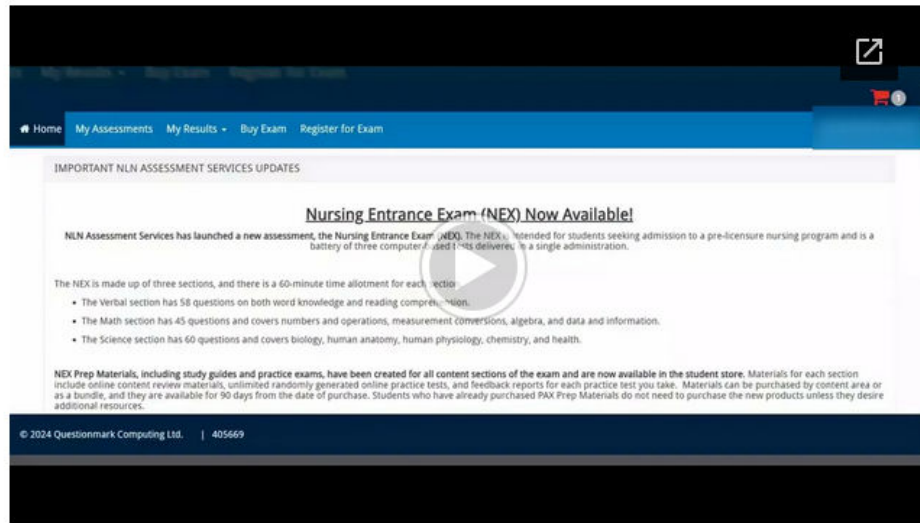 My Results Buy Exam Register for Exam
1
Home My Assessments My Results Buy Exam Register for Exam
IMPORTANT NLN ASSESSMENT SERVICES UPDATES
Nursing Entrance Exam (NEX) Now Available!
NLN Assessment Services has launched a new assessment, the Nursing Entrance Exam (NEX). The NEX is intended for students seeking admission to a pre-licensure nursing program and is a
battery of three computer-based tests delivered in a single administration.
The NEX is made up of three sections, and there is a 60-minute time allotment for each section
• The Verbal section has 58 questions on both word knowledge and reading comprehension.
• The Math section has 45 questions and covers numbers and operations, measurement conversions, algebra, and data and information.
• The Science section has 60 questions and covers biology, human anatomy, human physiology, chemistry, and health.
NEX Prep Materials, including study guides and practice exams, have been created for all content sections of the exam and are now available in the student store. Materials for each section
include online content review materials, unlimited randomly generated online practice tests, and feedback reports for each practice test you take. Materials can be purchased by content area or
as a bundle, and they are available for 90 days from the date of purchase. Students who have already purchased PAX Prep Materials do not need to purchase the new products unless they desire
additional resources.
© 2024 Questionmark Computing Ltd. | 405669